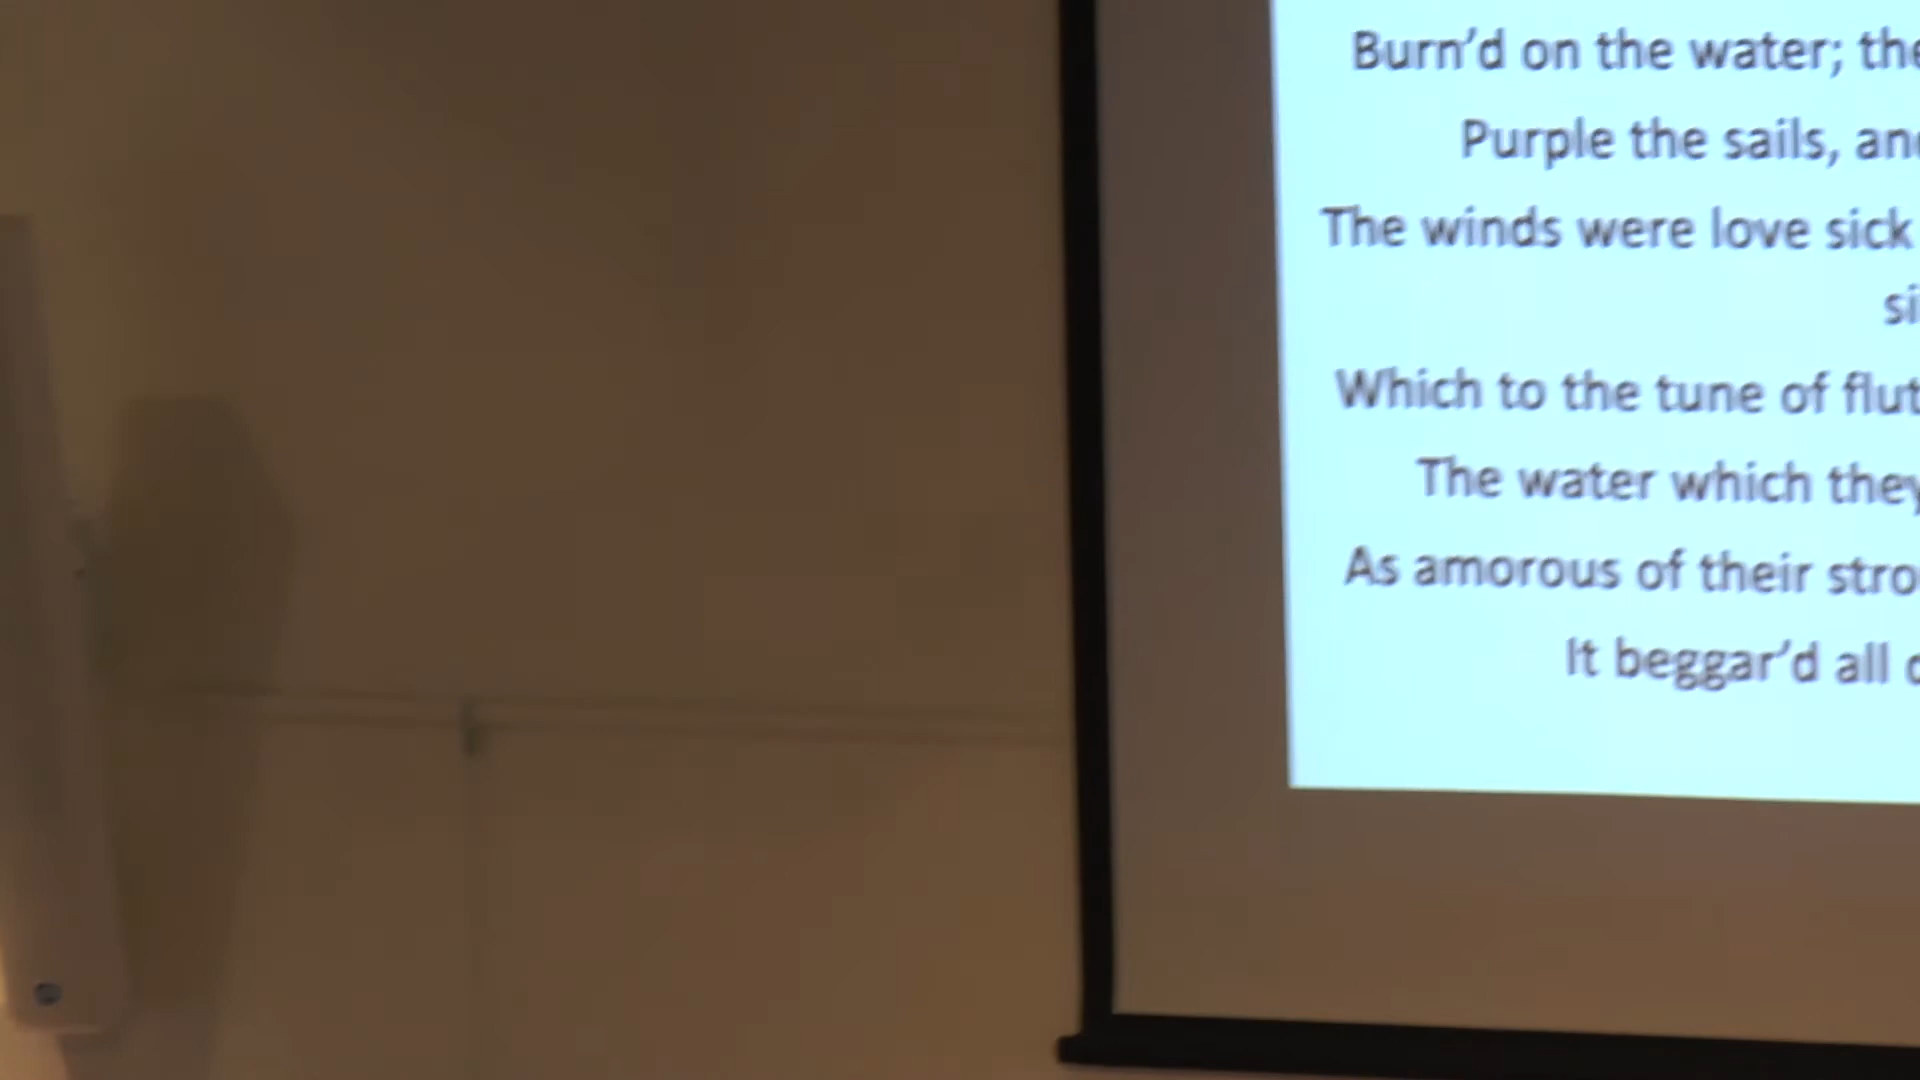 Burn'd on the water; the
Purple the sails, and
The winds were love sick
si
Which to the tune of flut
The water which they
As amorous of their stro
It beggar'd all d